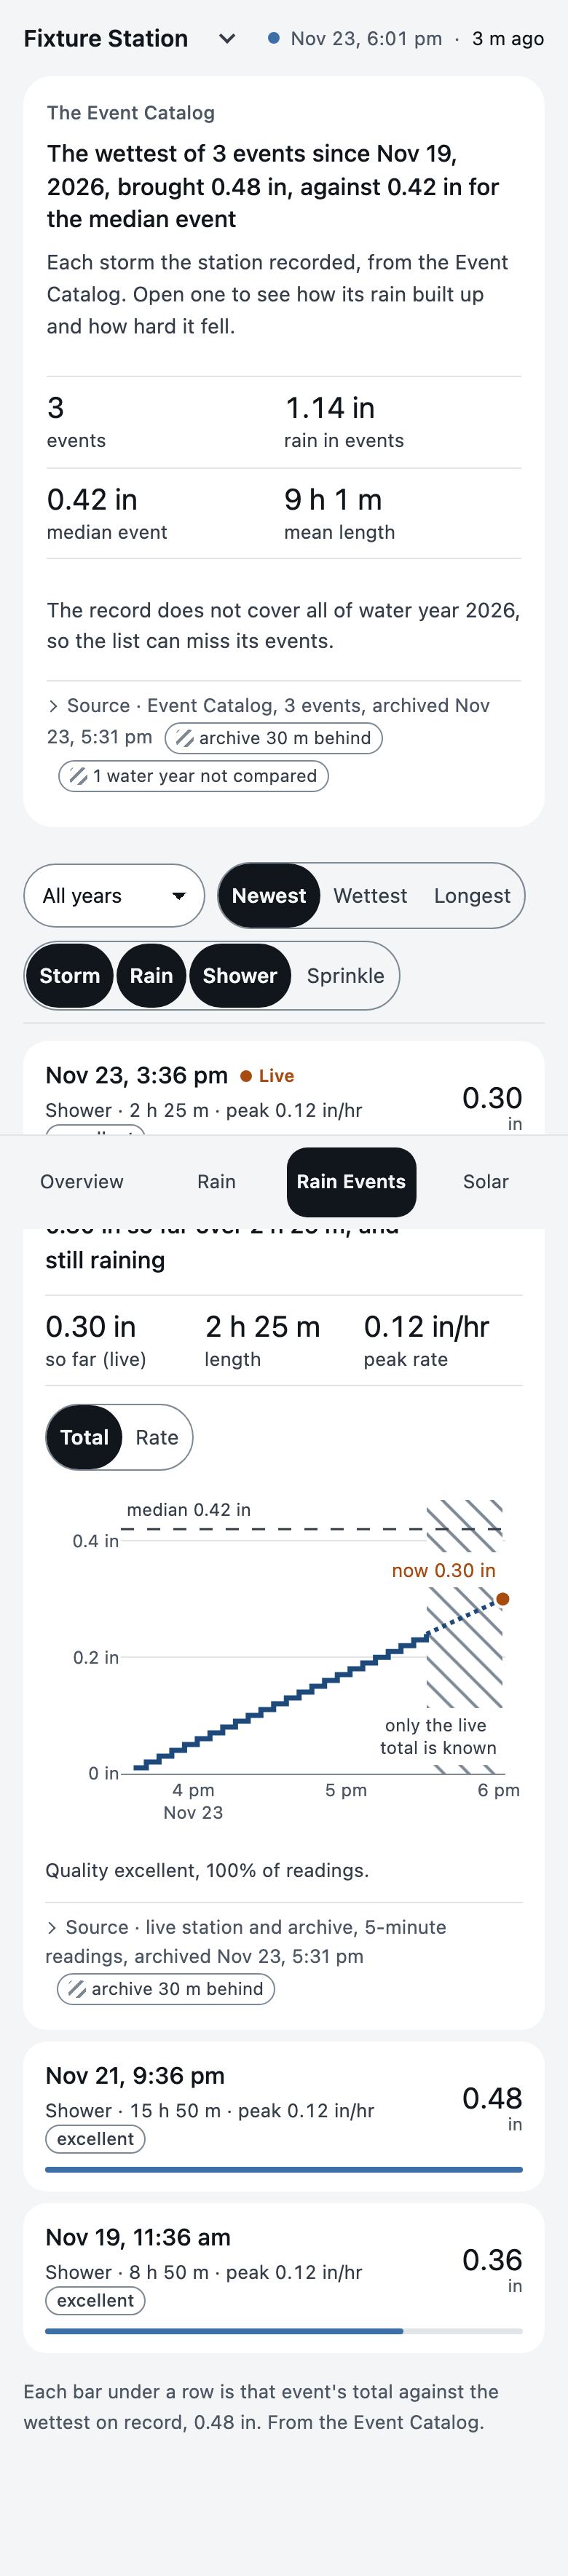 Fixture Station
Nov 23, 6:01 pm · 3 m ago
The Event Catalog
The wettest of 3 events since Nov 19,
2026, brought 0.48 in, against 0.42 in for
the median event
Each storm the station recorded, from the Event
Catalog. Open one to see how its rain built up
and how hard it fell.
3
events
1.14 in
rain in events
0.42 in
median event
9 h 1 m
mean length
The record does not cover all of water year 2026,
so the list can miss its events.
Source · Event Catalog, 3 events, archived Nov
23, 5:31 pm archive 30 m behind
1 water year not compared
All years
Newest Wettest Longest
Storm Rain Shower Sprinkle
Nov 23, 3:36 pm Live
Shower · 2 h 25 m · peak 0.12 in/hr
0.30
in
Overview Rain Rain Events Solar
0.30 in so far over 2 h 25 m, and
still raining
0.30 in
so far (live)
2 h 25 m
length
0.12 in/hr
peak rate
Total Rate
median 0.42 in
0.4 in
now 0.30 in
0.2 in
only the live
total is known
0 in
4 pm 5 pm 6 pm
Nov 23
Quality excellent, 100% of readings.
Source · live station and archive, 5-minute
readings, archived Nov 23, 5:31 pm
archive 30 m behind
Nov 21, 9:36 pm
Shower · 15 h 50 m · peak 0.12 in/hr
excellent
0.48
in
Nov 19, 11:36 am
Shower · 8 h 50 m · peak 0.12 in/hr
excellent
0.36
in
Each bar under a row is that event's total against the
wettest on record, 0.48 in. From the Event Catalog.